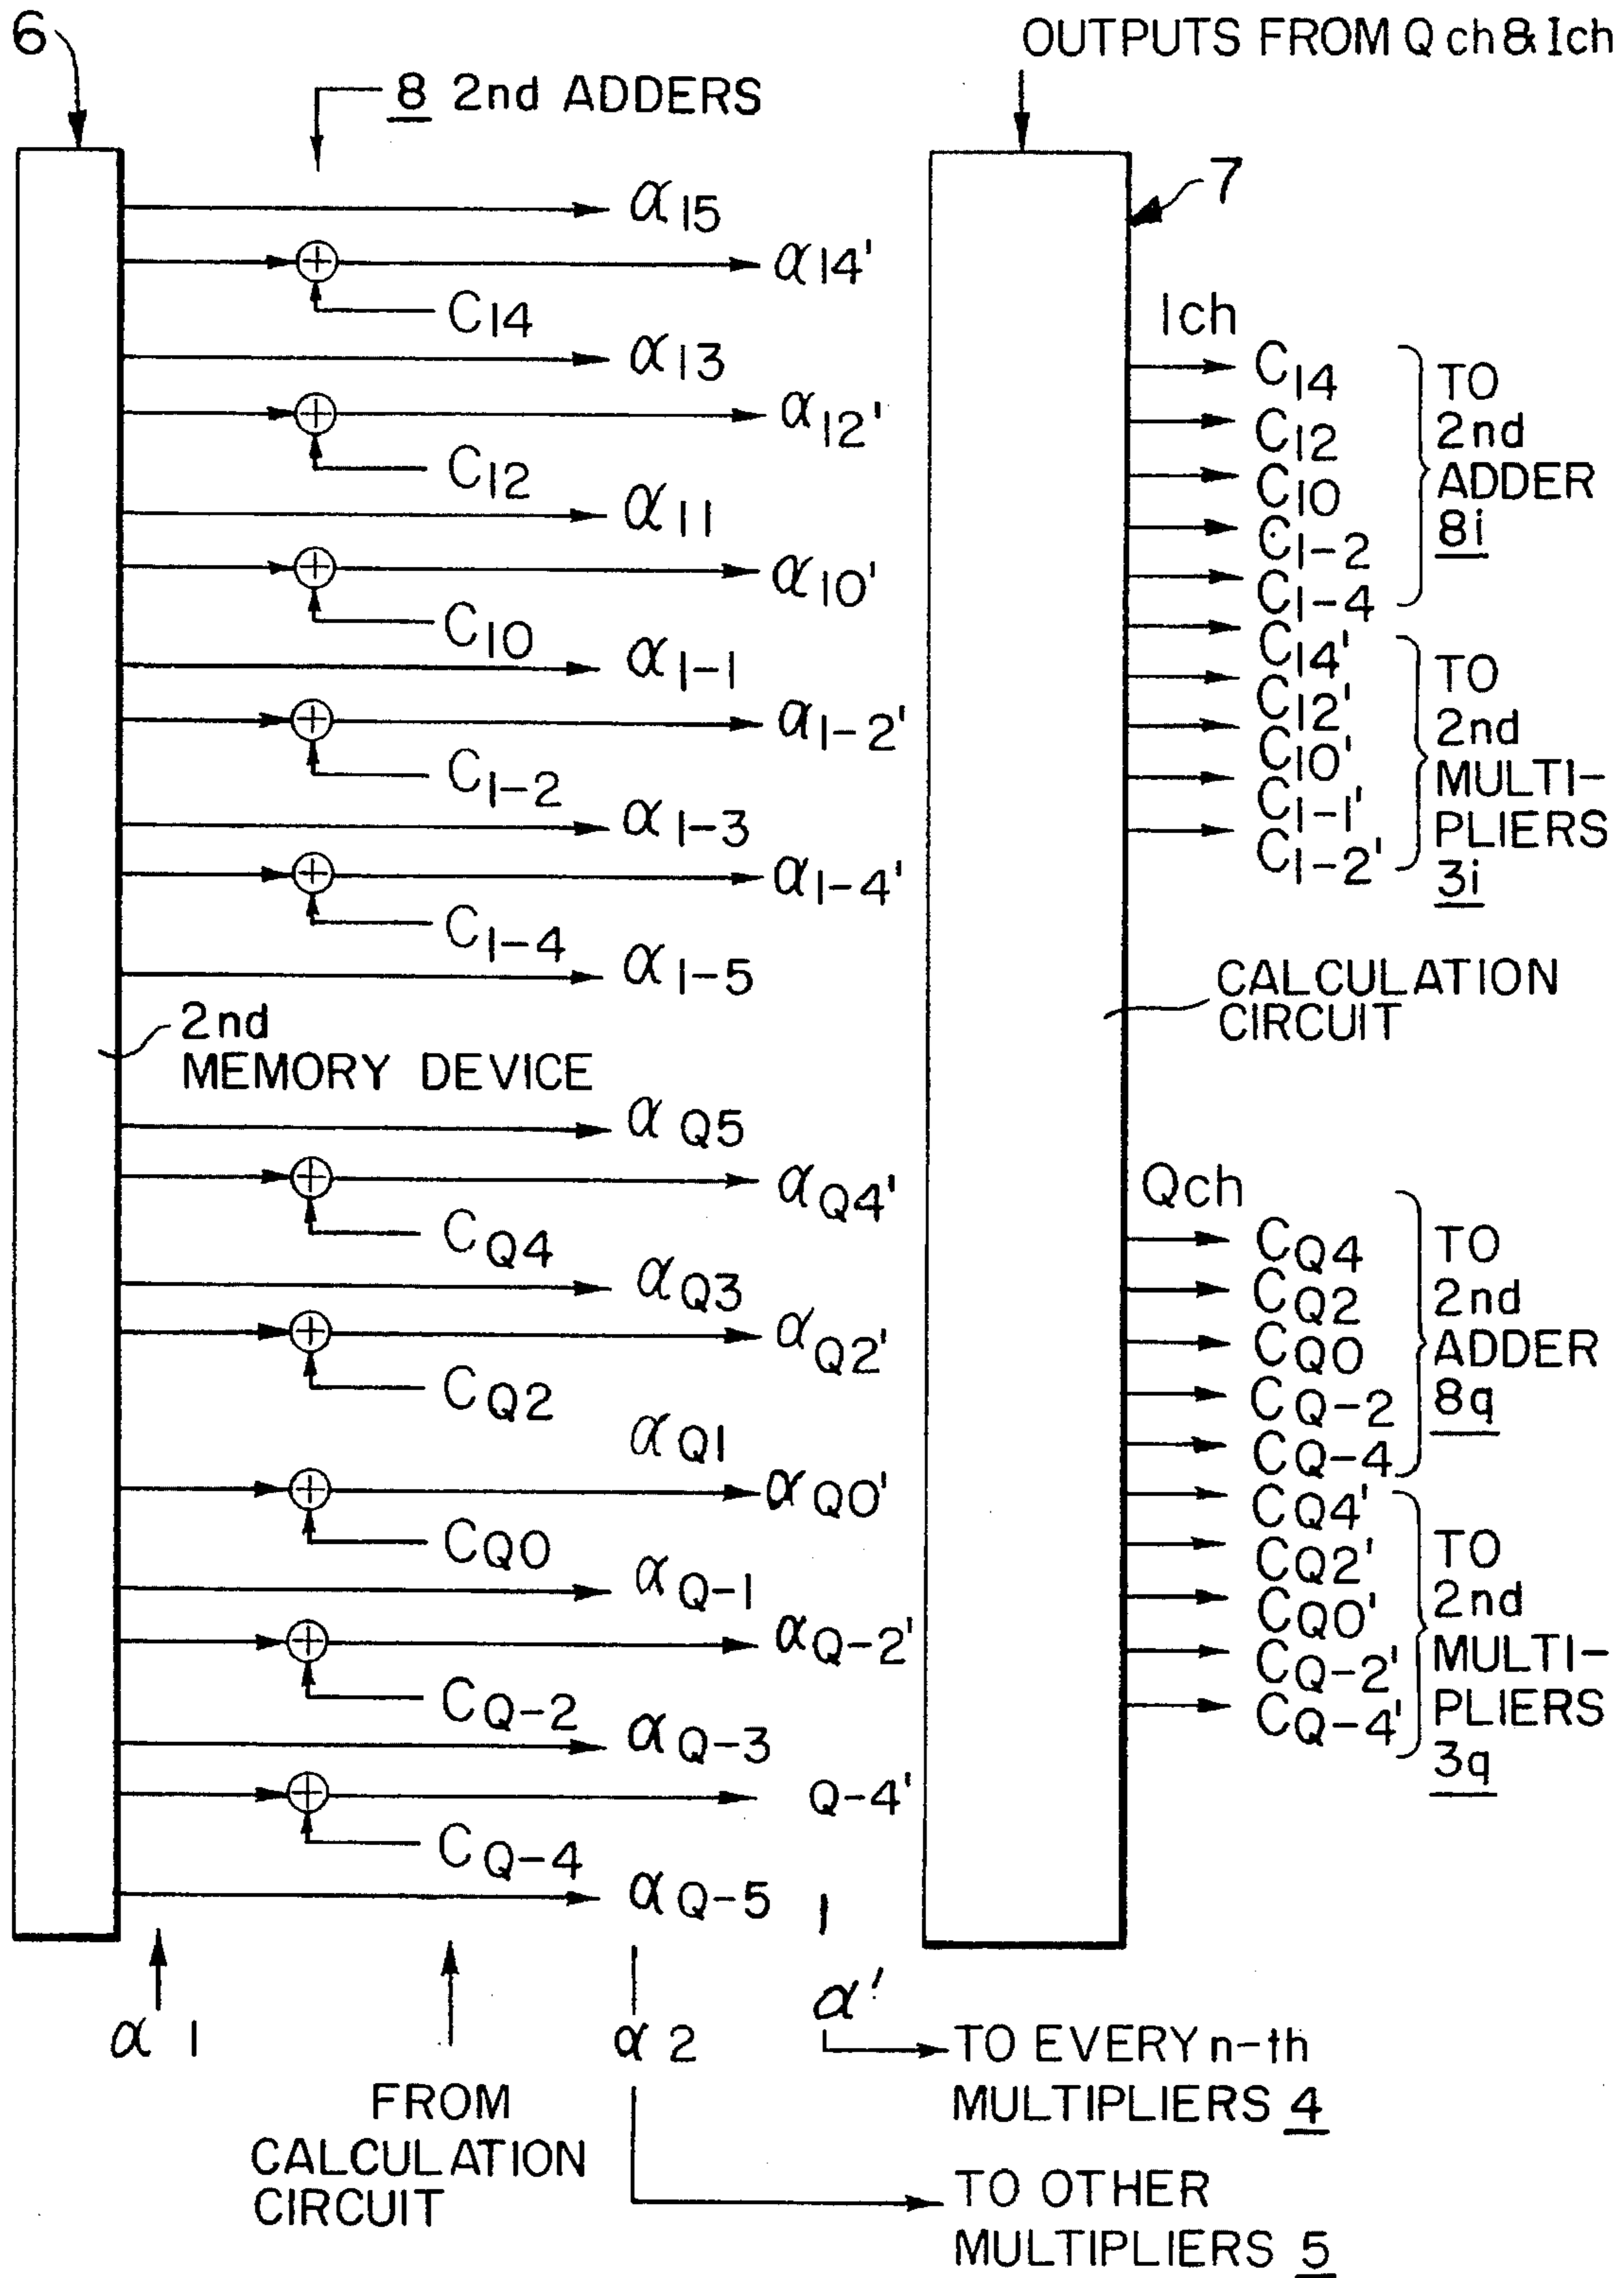 6
OUTPUTS FROM Qch & Ich
8 2nd ADDERS
7
α15
α14'
C14
α13
α12'
C12
α11
α10'
C10
α1-1
α1-2'
C1-2
α1-3
α1-4'
C1-4
α1-5
2nd
MEMORY DEVICE
αQ5
αQ4'
CQ4
αQ3
αQ2'
CQ2
αQ1
αQ0'
CQ0
αQ-1
αQ-2'
CQ-2
αQ-3
Q-4'
CQ-4
αQ-5
1
α 1
FROM
CALCULATION
CIRCUIT
α 2
α'
TO EVERY n-th
MULTIPLIERS 4
TO OTHER
MULTIPLIERS 5
Ich
C14
C12
C10
C1-2
C1-4
TO
2nd
ADDER
8i
C14'
C12'
C10'
C1-1'
C1-2'
TO
2nd
MULTI-
PLIERS
3i
CALCULATION
CIRCUIT
Qch
CQ4
CQ2
CQ0
CQ-2
CQ-4
TO
2nd
ADDER
8q
CQ4'
CQ2'
CQ0'
CQ-2'
CQ-4'
TO
2nd
MULTI-
PLIERS
3q